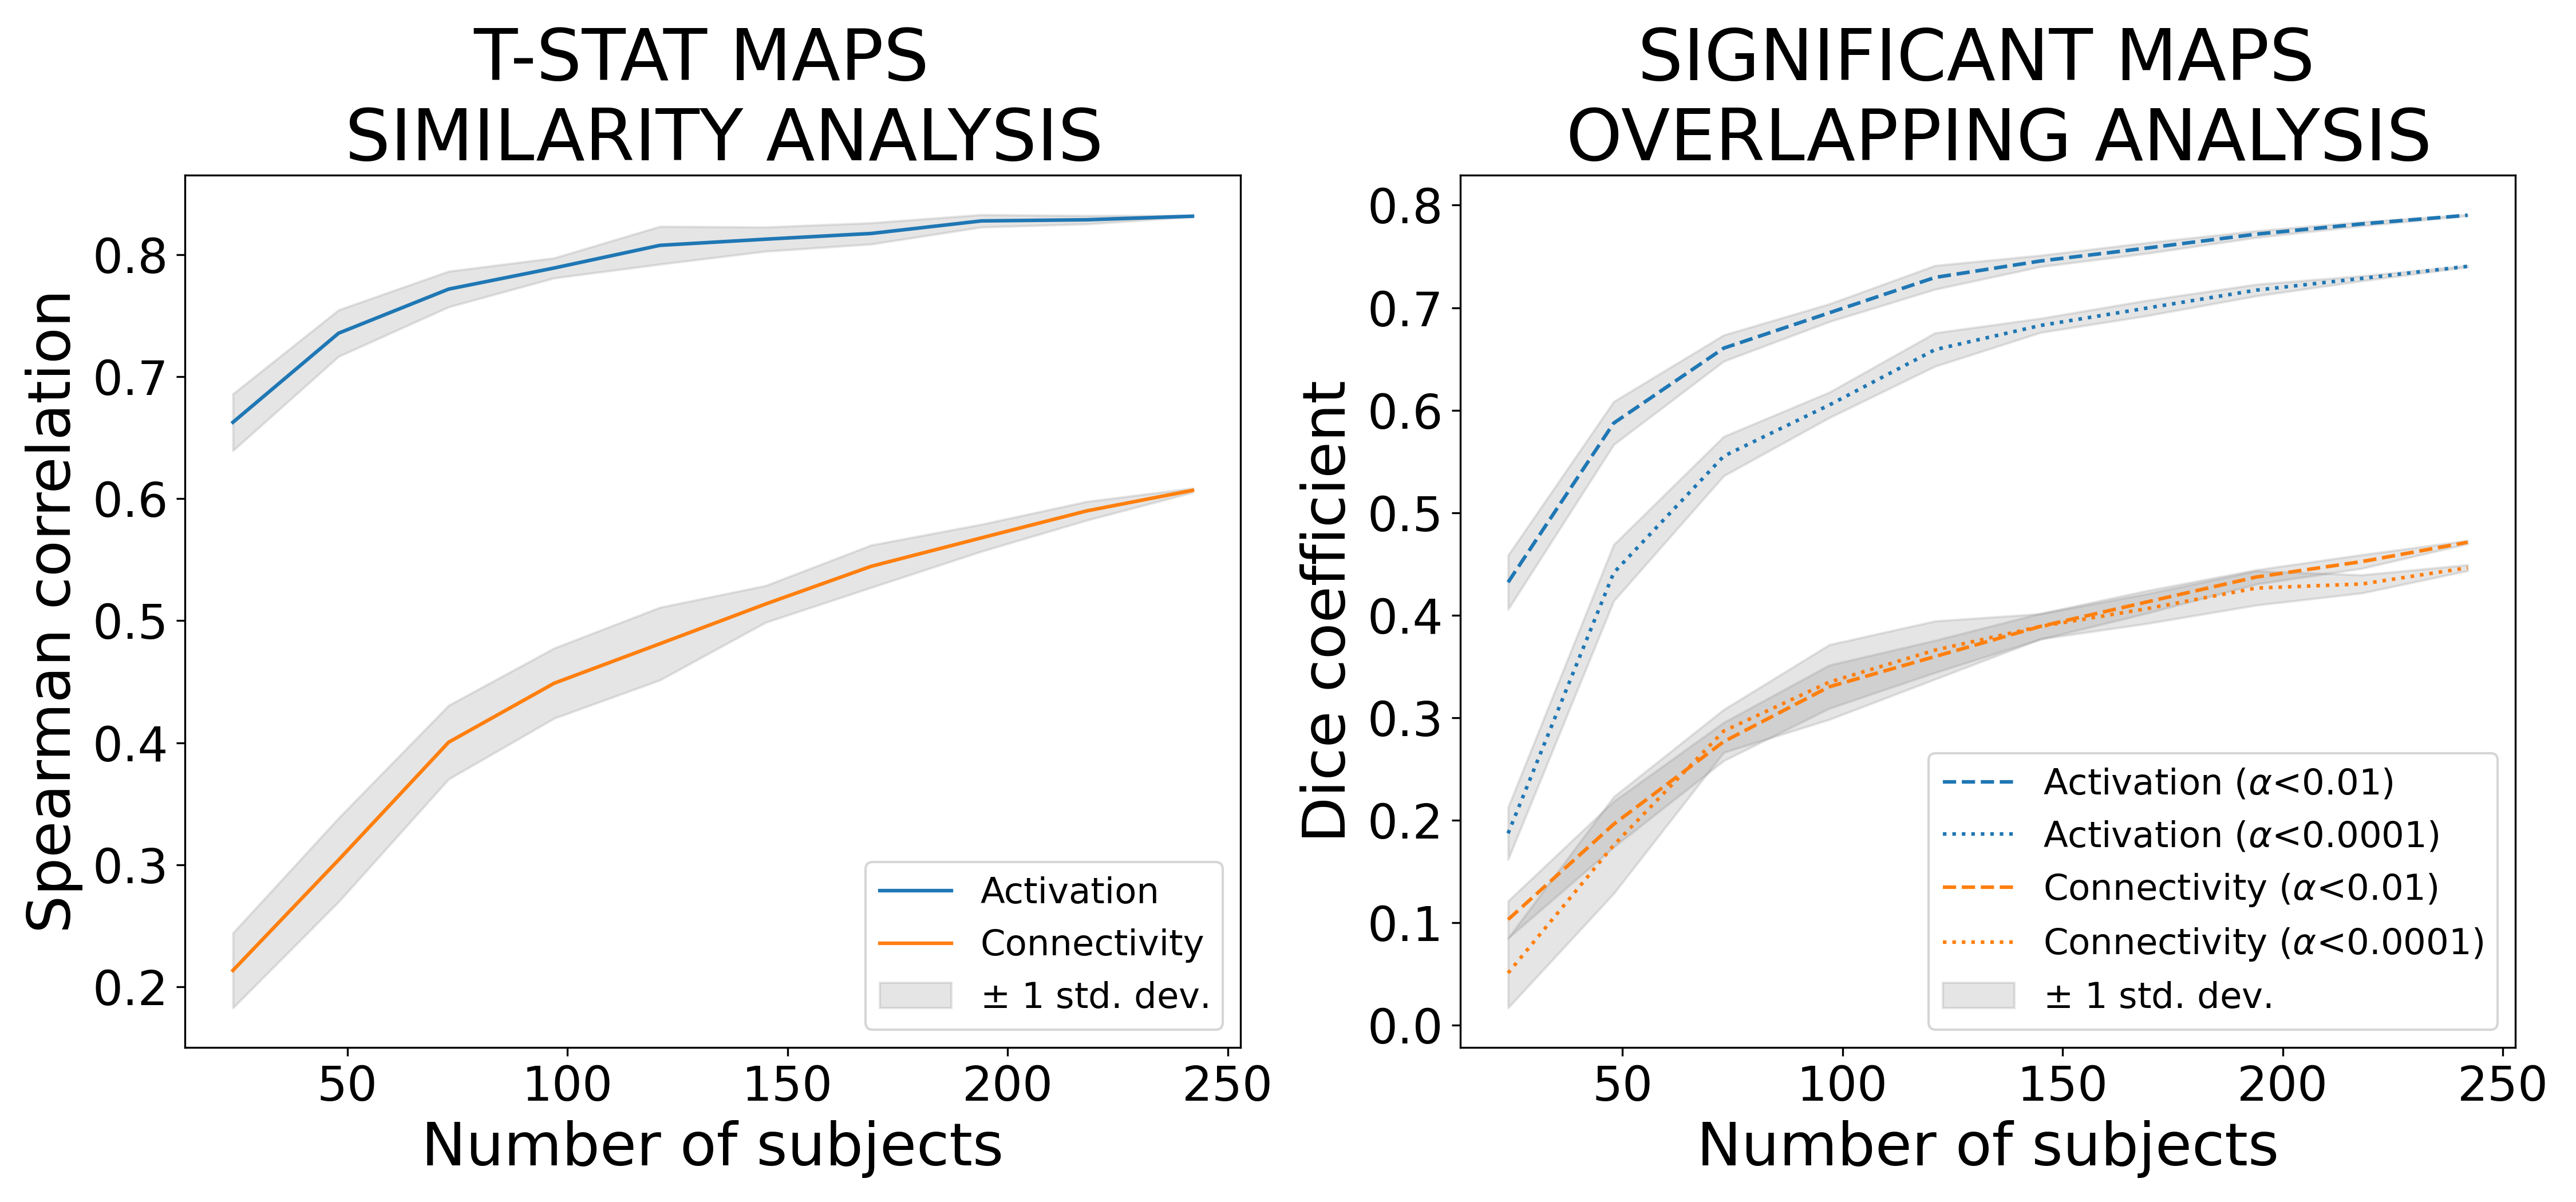 T-STAT MAPS
SIMILARITY ANALYSIS
Spearman correlation
0.8
0.7
0.6
0.5
0.4
0.3
0.2
50
100
150
200
250
Number of subjects
Activation
Connectivity
± 1 std. dev.
SIGNIFICANT MAPS
OVERLAPPING ANALYSIS
Dice coefficient
0.8
0.7
0.6
0.5
0.4
0.3
0.2
0.1
0.0
50
100
150
200
250
Number of subjects
Activation (α<0.01)
Activation (α<0.0001)
Connectivity (α<0.01)
Connectivity (α<0.0001)
± 1 std. dev.